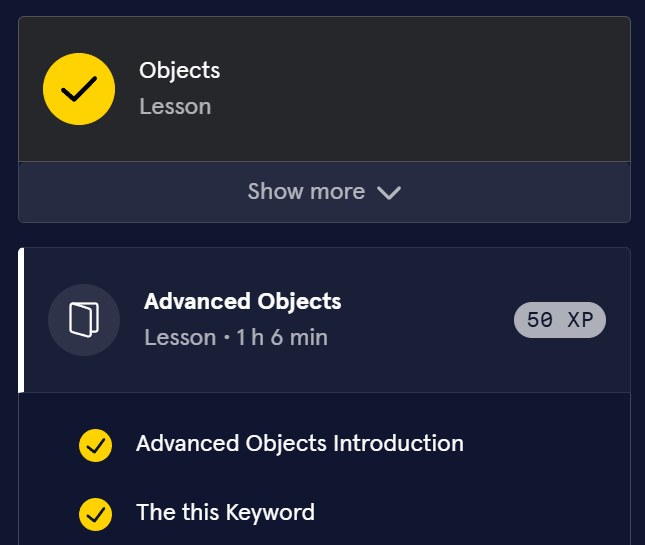 Objects
Lesson
Show more
Advanced Objects
Lesson · 1 h 6 min
50 XP
Advanced Objects Introduction
The this Keyword